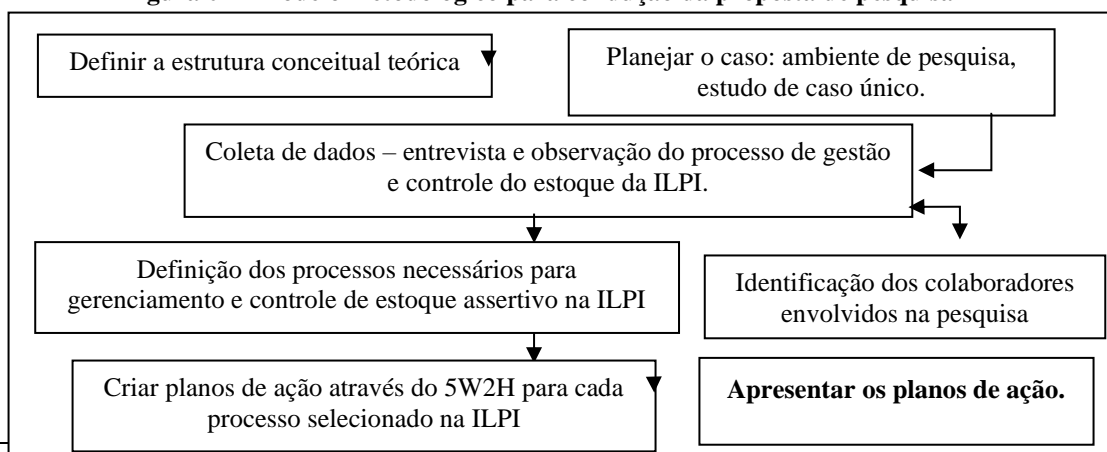 Definir a estrutura conceitual teórica
Planejar o caso: ambiente de pesquisa,
estudo de caso único.
Coleta de dados – entrevista e observação do processo de gestão
e controle do estoque da ILPI.
Definição dos processos necessários para
gerenciamento e controle de estoque assertivo na ILPI
Identificação dos colaboradores
envolvidos na pesquisa
Criar planos de ação através do 5W2H para cada
processo selecionado na ILPI
Apresentar os planos de ação.